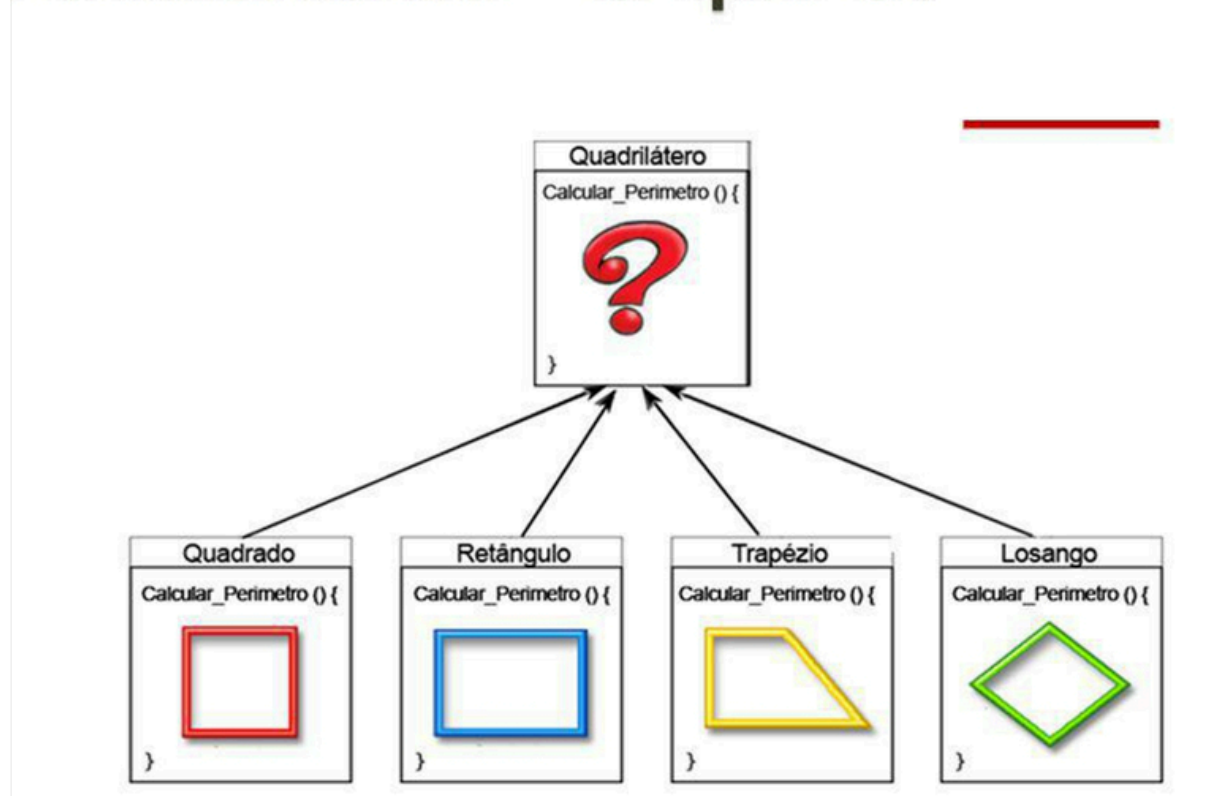 Quadrilátero
Calcular_Perimetro () {
?
}
Quadrado
Calcular_Perimetro () {
}
Retângulo
Calcular_Perimetro () {
}
Trapézio
Calcular_Perimetro () {
}
Losango
Calcular_Perimetro () {
}